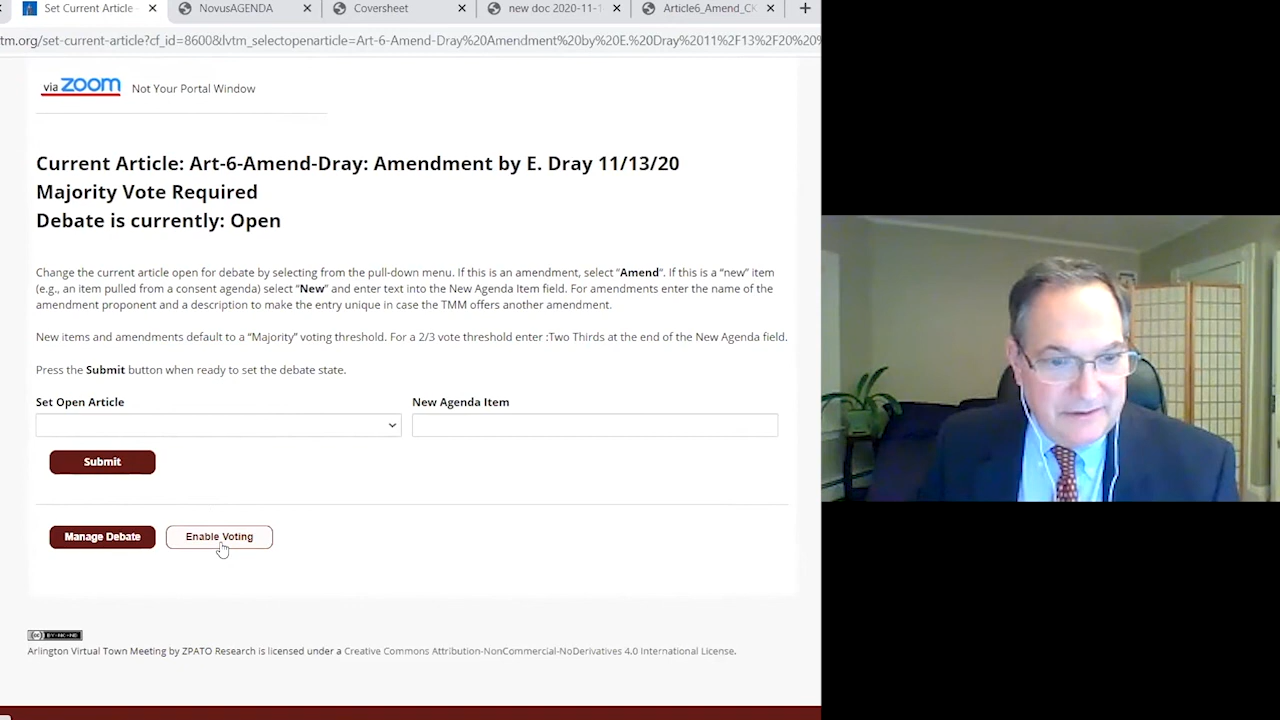 Set Current Article
NovusAGENDA
Coversheet
new doc 2020-11-1
Article6_Amend_CK
tm.org/set-current-article?cf_id=8600&lvtm_selectopenarticle=Art-6-Amend-Dray%20Amendment%20by%20E.%20Dray%2011%2F13%2F20%20%
via zoom Not Your Portal Window
Current Article: Art-6-Amend-Dray: Amendment by E. Dray 11/13/20
Majority Vote Required
Debate is currently: Open
Change the current article open for debate by selecting from the pull-down menu. If this is an amendment, select “Amend”. If this is a “new” item
(e.g., an item pulled from a consent agenda) select “New” and enter text into the New Agenda Item field. For amendments enter the name of the
amendment proponent and a description to make the entry unique in case the TMM offers another amendment.
New items and amendments default to a “Majority” voting threshold. For a 2/3 vote threshold enter :Two Thirds at the end of the New Agenda field.
Press the Submit button when ready to set the debate state.
Set Open Article
New Agenda Item
Submit
Manage Debate
Enable Voting
cc BY-NC-ND
Arlington Virtual Town Meeting by ZPATO Research is licensed under a Creative Commons Attribution-NonCommercial-NoDerivatives 4.0 International License.